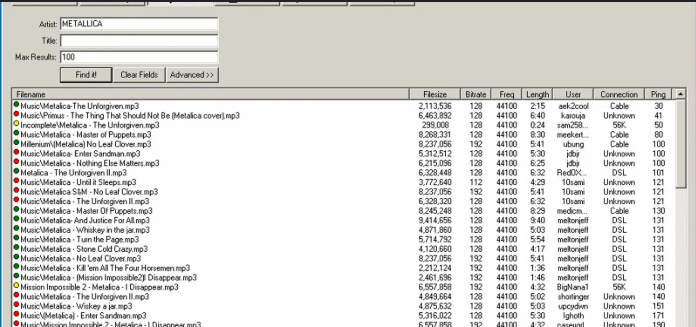 Artist: METALLICA
Title:
Max Results: 100
Find it! Clear Fields Advanced >>
Filename Filesize Bitrate Freq Length User Connection Ping
Music\Metalica-The Unforgiven.mp3 2,113,536 128 44100 2:15 aek2cool Cable 30
Music\Primus - The Thing That Should Not Be (Metalica cover).mp3 6,463,892 128 44100 6:40 karouja Unknown 41
Incomplete\Metalica - The Unforgiven.mp3 299,008 128 44100 0:24 sam258... 56K 50
Music\Metalica - Master of Puppets.mp3 8,268,331 128 44100 8:30 meekert... Cable 80
Millenium\(Metalica) No Leaf Clover.mp3 8,237,056 192 44100 5:41 ubung Cable 100
Music\Metalica- Enter Sandman.mp3 5,312,512 128 44100 5:30 jdbjr Unknown 100
Music\Metalica - Nothing Else Matters.mp3 6,215,096 128 44100 6:25 jdbjr Unknown 100
Metalica - The Unforgiven II.mp3 6,328,448 128 44100 6:32 RedOX... DSL 101
Music\Metalica - Until it Sleeps.mp3 3,772,640 112 44100 4:29 10sami Unknown 121
Music\Metalica S&M - No Leaf Clover.mp3 8,237,056 192 44100 5:41 10sami Unknown 121
Music\Metalica - The Unforgiven II.mp3 6,328,320 128 44100 6:32 10sami Unknown 121
Music\Metalica - Master Of Puppets.mp3 8,245,248 128 44100 8:29 medicm... Cable 130
Music\Metalica- And Justice For All.mp3 9,414,656 128 44100 9:40 meltonjeff DSL 131
Music\Metalica - Whiskey in the jar.mp3 4,871,860 128 44100 5:03 meltonjeff DSL 131
Music\Metalica - Turn the Page.mp3 5,714,792 128 44100 5:54 meltonjeff DSL 131
Music\Metalica - Stone Cold Crazy.mp3 4,120,660 128 44100 4:17 meltonjeff DSL 131
Music\Metalica - No Leaf Clover.mp3 8,237,056 192 44100 5:41 meltonjeff DSL 131
Music\Metalica - Kill 'em All The Four Horsemen.mp3 2,212,124 192 44100 1:36 meltonjeff DSL 131
Music\Metalica - (Mission Impossible2)I Disappear.mp3 2,461,696 192 44100 1:46 meltonjeff DSL 131
Mission Impossible 2 - Metalica - I Disappear.mp3 6,557,858 192 44100 4:32 BigNana1 56K 140
Music\Metalica - The Unforgiven II.mp3 4,849,664 128 44100 5:02 shortinger Unknown 140
Music\Metalica - Wiskey a jar.mp3 4,875,632 128 44100 5:03 upcydwn Unknown 151
Music\(Metalica) - Enter Sandman.mp3 5,316,022 128 44100 5:30 lghoth Unknown 171
Music\Mission Impossible 2 - Metalica - I Disappear.mp3 6,557,858 192 44100 4:32 caseygl Unknown 190